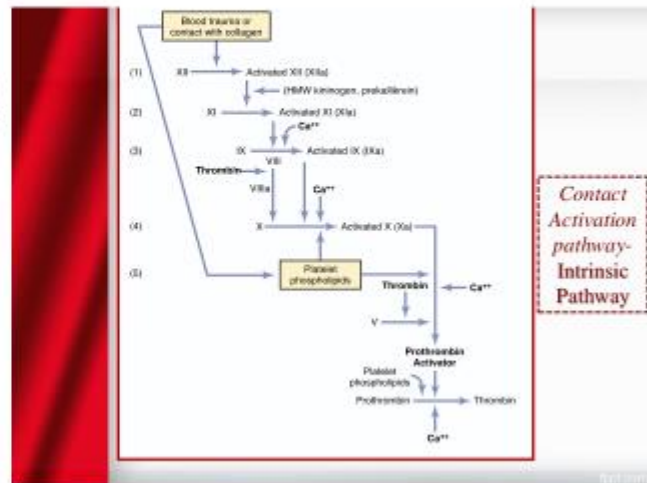 Blood trauma or
contact with collagen
(1) XII Activated XII (XIIa)
(HMW kininogen, prekallikrein)
(2) XI Activated XI (XIa)
Ca++
(3) IX Activated IX (IXa)
VIII
Thrombin
VIIIa
Ca++
(4) X Activated X (Xa)
(5) Platelet
phospholipids
Thrombin
Ca++
V
Prothrombin
Activator
Platelet
phospholipids
Prothrombin Thrombin
Ca++
Contact
Activation
pathway-
Intrinsic
Pathway